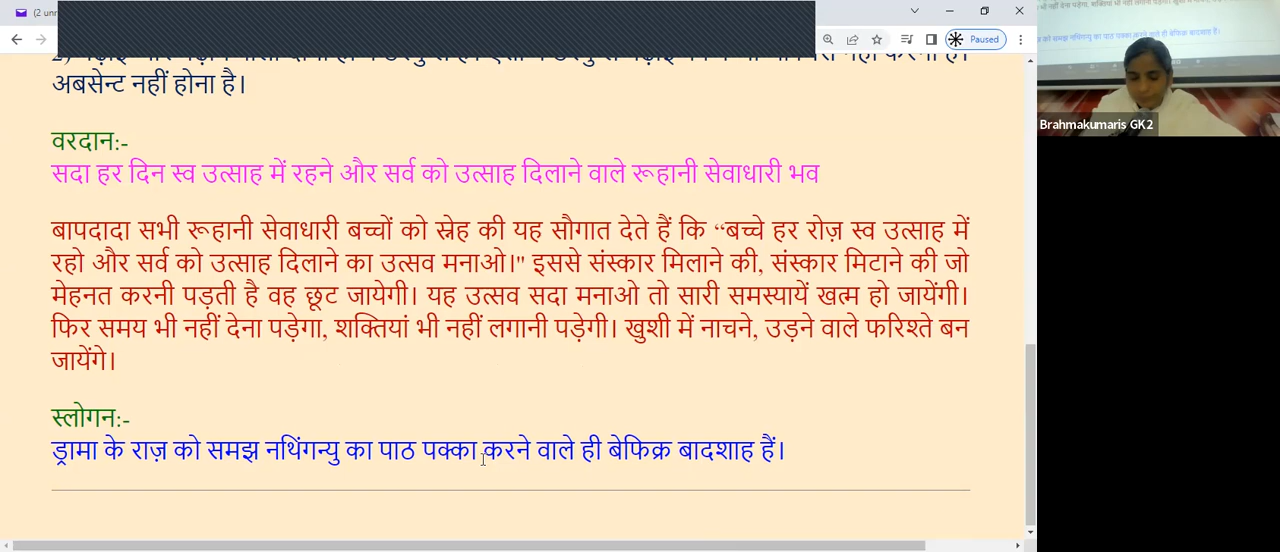 (2 unr
Paused
अबसेन्ट नहीं होना है।
वरदान:-
सदा हर दिन स्व उत्साह में रहने और सर्व को उत्साह दिलाने वाले रूहानी सेवाधारी भव
बापदादा सभी रूहानी सेवाधारी बच्चों को स्नेह की यह सौगात देते हैं कि “बच्चे हर रोज़ स्व उत्साह में
रहो और सर्व को उत्साह दिलाने का उत्सव मनाओ।" इससे संस्कार मिलाने की, संस्कार मिटाने की जो
मेहनत करनी पड़ती है वह छूट जायेगी। यह उत्सव सदा मनाओ तो सारी समस्यायें खत्म हो जायेंगी।
फिर समय भी नहीं देना पड़ेगा, शक्तियां भी नहीं लगानी पड़ेगी। खुशी में नाचने, उड़ने वाले फरिश्ते बन
जायेंगे।
स्लोगन:-
ड्रामा के राज़ को समझ नथिंगन्यु का पाठ पक्का करने वाले ही बेफिक्र बादशाह हैं।
Brahmakumaris GK2